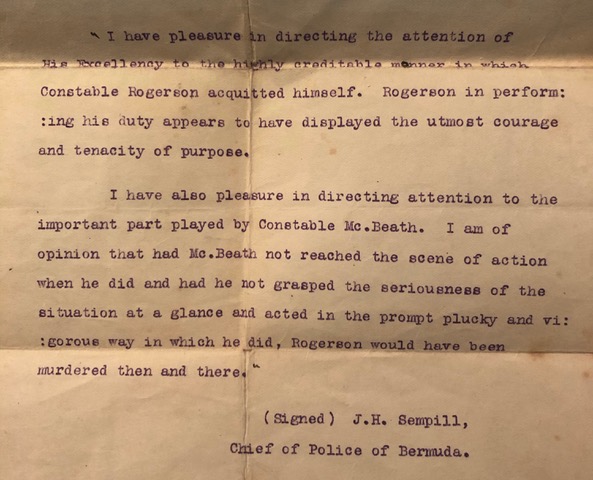 " I have pleasure in directing the attention of
His Excellency to the highly creditable manner in which
Constable Rogerson acquitted himself. Rogerson in perform:
:ing his duty appears to have displayed the utmost courage
and tenacity of purpose.
I have also pleasure in directing attention to the
important part played by Constable Mc.Beath. I am of
opinion that had Mc.Beath not reached the scene of action
when he did and had he not grasped the seriousness of the
situation at a glance and acted in the prompt plucky and vi:
:gorous way in which he did, Rogerson would have been
murdered then and there."
(Signed) J.H. Sempill,
Chief of Police of Bermuda.